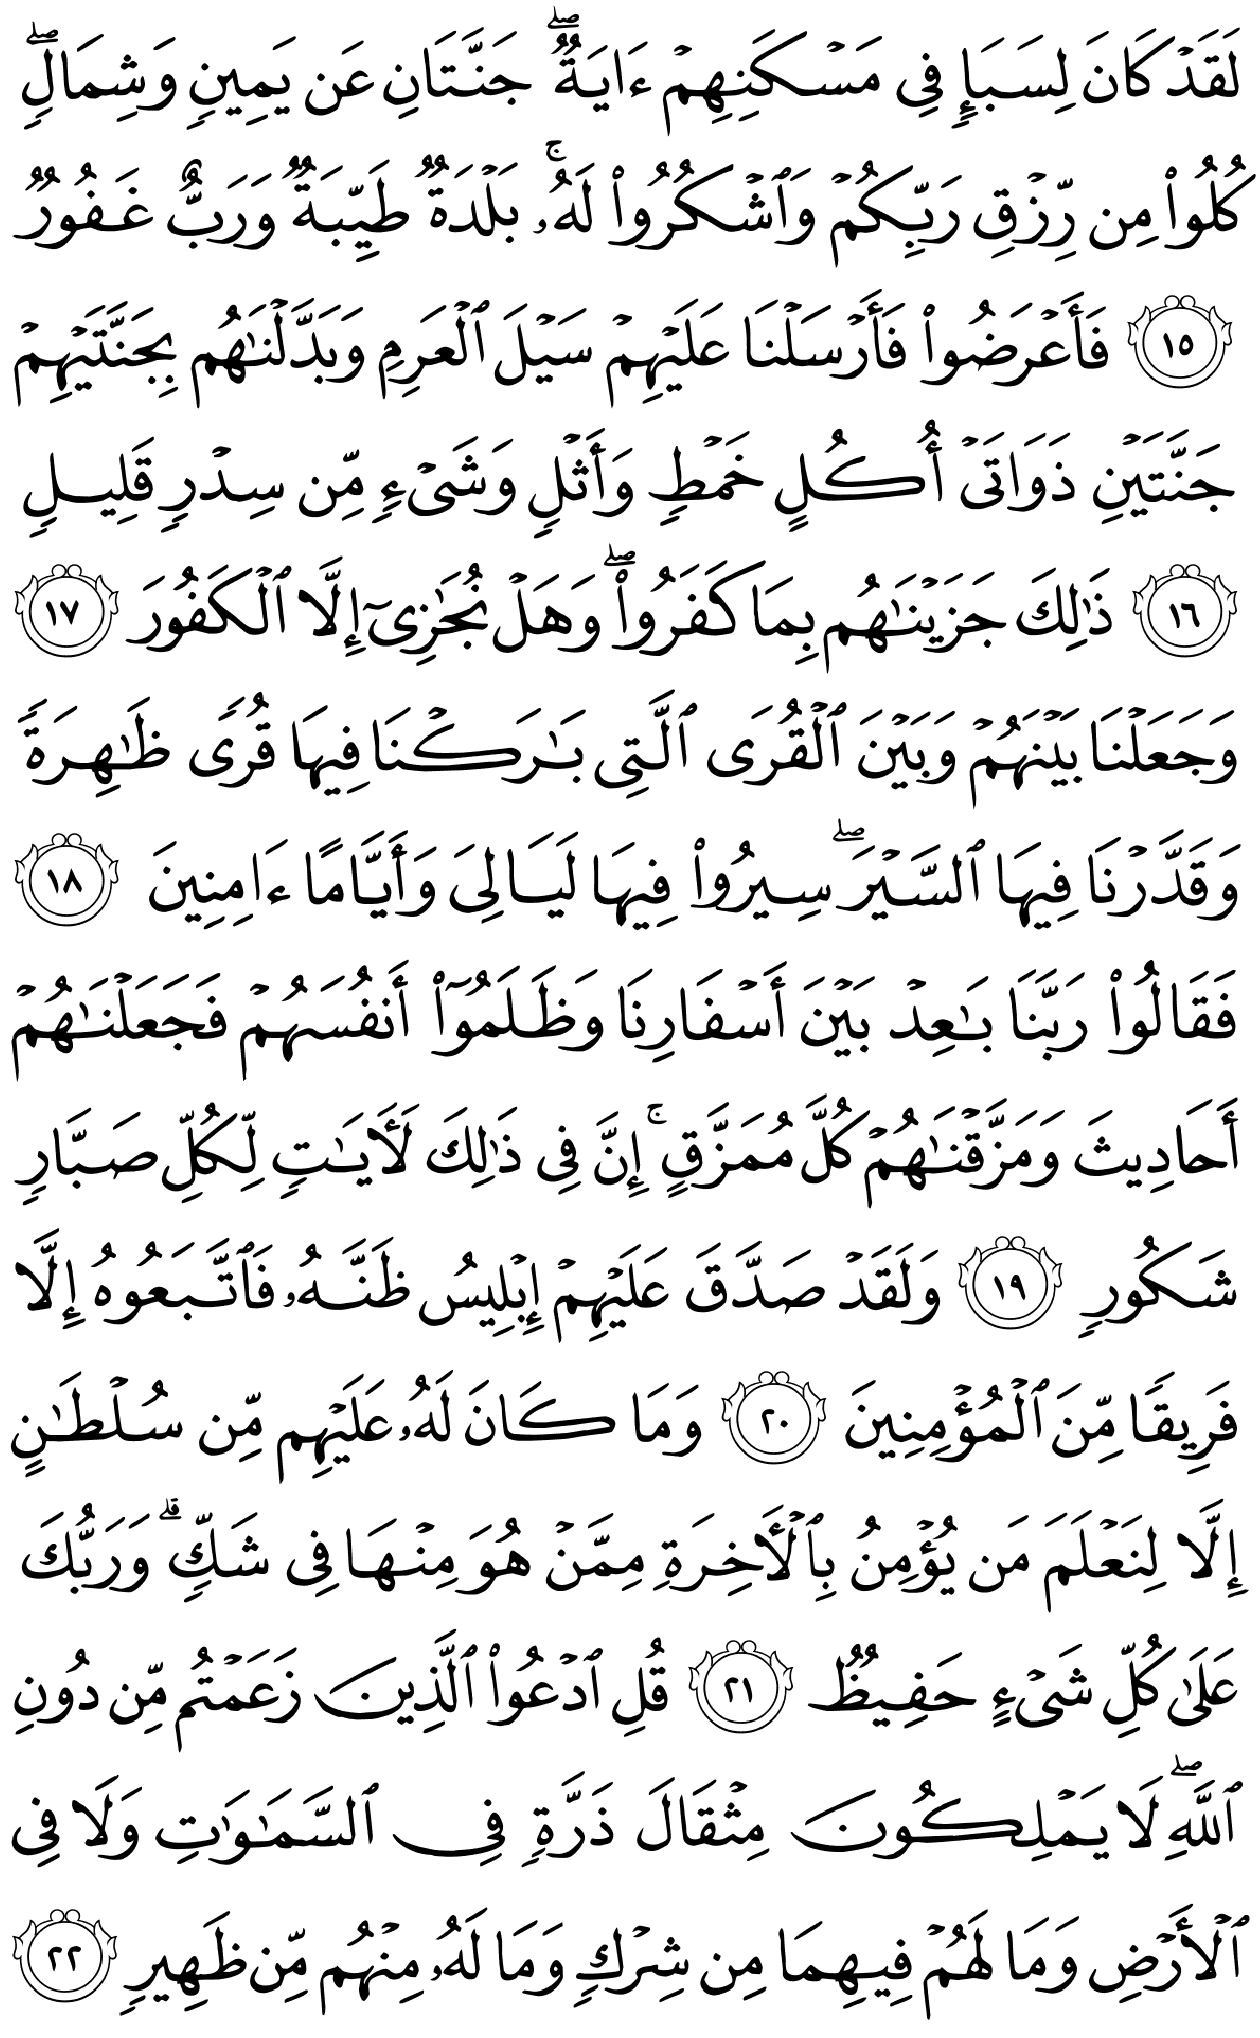 لَقَدۡ كَانَ لِسَبَإٖ فِي مَسۡكَنِهِمۡ ءَايَةٞۖ جَنَّتَانِ عَن يَمِينٖ وَشِمَالٖۖ
كُلُواْ مِن رِّزۡقِ رَبِّكُمۡ وَٱشۡكُرُواْ لَهُۥۚ بَلۡدَةٞ طَيِّبَةٞ وَرَبٌّ غَفُورٞ
١٥ فَأَعۡرَضُواْ فَأَرۡسَلۡنَا عَلَيۡهِمۡ سَيۡلَ ٱلۡعَرِمِ وَبَدَّلۡنَٰهُم بِجَنَّتَيۡهِمۡ
جَنَّتَيۡنِ ذَوَاتَيۡ أُكُلٍ خَمۡطٖ وَأَثۡلٖ وَشَيۡءٖ مِّن سِدۡرٖ قَلِيلٖ
١٦ ذَٰلِكَ جَزَيۡنَٰهُم بِمَا كَفَرُواْۖ وَهَلۡ نُجَٰزِيٓ إِلَّا ٱلۡكَفُورَ ١٧
وَجَعَلۡنَا بَيۡنَهُمۡ وَبَيۡنَ ٱلۡقُرَى ٱلَّتِي بَٰرَكۡنَا فِيهَا قُرٗى ظَٰهِرَةٗ
وَقَدَّرۡنَا فِيهَا ٱلسَّيۡرَۖ سِيرُواْ فِيهَا لَيَالِيَ وَأَيَّامًا ءَامِنِينَ ١٨
فَقَالُواْ رَبَّنَا بَٰعِدۡ بَيۡنَ أَسۡفَارِنَا وَظَلَمُوٓاْ أَنفُسَهُمۡ فَجَعَلۡنَٰهُمۡ
أَحَادِيثَ وَمَزَّقۡنَٰهُمۡ كُلَّ مُمَزَّقٍۚ إِنَّ فِي ذَٰلِكَ لَأٓيَٰتٖ لِّكُلِّ صَبَّارٖ
شَكُورٖ ١٩ وَلَقَدۡ صَدَّقَ عَلَيۡهِمۡ إِبۡلِيسُ ظَنَّهُۥ فَٱتَّبَعُوهُ إِلَّا
فَرِيقٗا مِّنَ ٱلۡمُؤۡمِنِينَ ٢٠ وَمَا كَانَ لَهُۥ عَلَيۡهِم مِّن سُلۡطَٰنٍ
إِلَّا لِنَعۡلَمَ مَن يُؤۡمِنُ بِٱلۡأٓخِرَةِ مِمَّنۡ هُوَ مِنۡهَا فِي شَكّٖۗ وَرَبُّكَ
عَلَىٰ كُلِّ شَيۡءٍ حَفِيظٞ ٢١ قُلِ ٱدۡعُواْ ٱلَّذِينَ زَعَمۡتُم مِّن دُونِ
ٱللَّهِۖ لَا يَمۡلِكُونَ مِثۡقَالَ ذَرَّةٖ فِي ٱلسَّمَٰوَٰتِ وَلَا فِي
ٱلۡأَرۡضِ وَمَا لَهُمۡ فِيهِمَا مِن شِرۡكٖ وَمَا لَهُۥ مِنۡهُم مِّن ظَهِيرٖ ٢٢